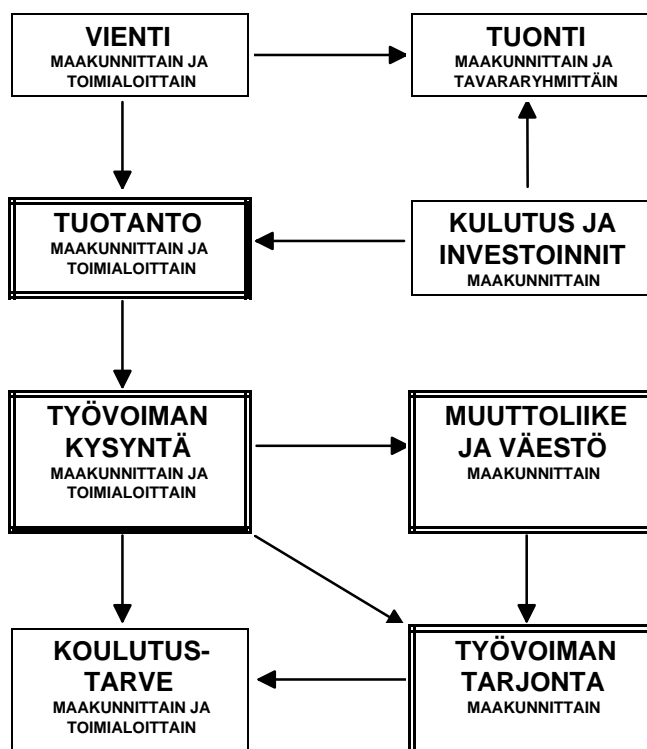 VIENTI
MAAKUNNITTAIN JA
TOIMIALOITTAIN
TUONTI
MAAKUNNITTAIN JA
TAVARARYHMITTÄIN
TUOTANTO
MAAKUNNITTAIN JA
TOIMIALOITTAIN
KULUTUS JA
INVESTOINNIT
MAAKUNNITTAIN
TYÖVOIMAN
KYSYNTÄ
MAAKUNNITTAIN JA
TOIMIALOITTAIN
MUUTTOLIIKE
JA VÄESTÖ
MAAKUNNITTAIN
KOULUTUS-
TARVE
MAAKUNNITTAIN JA
TOIMIALOITTAIN
TYÖVOIMAN
TARJONTA
MAAKUNNITTAIN